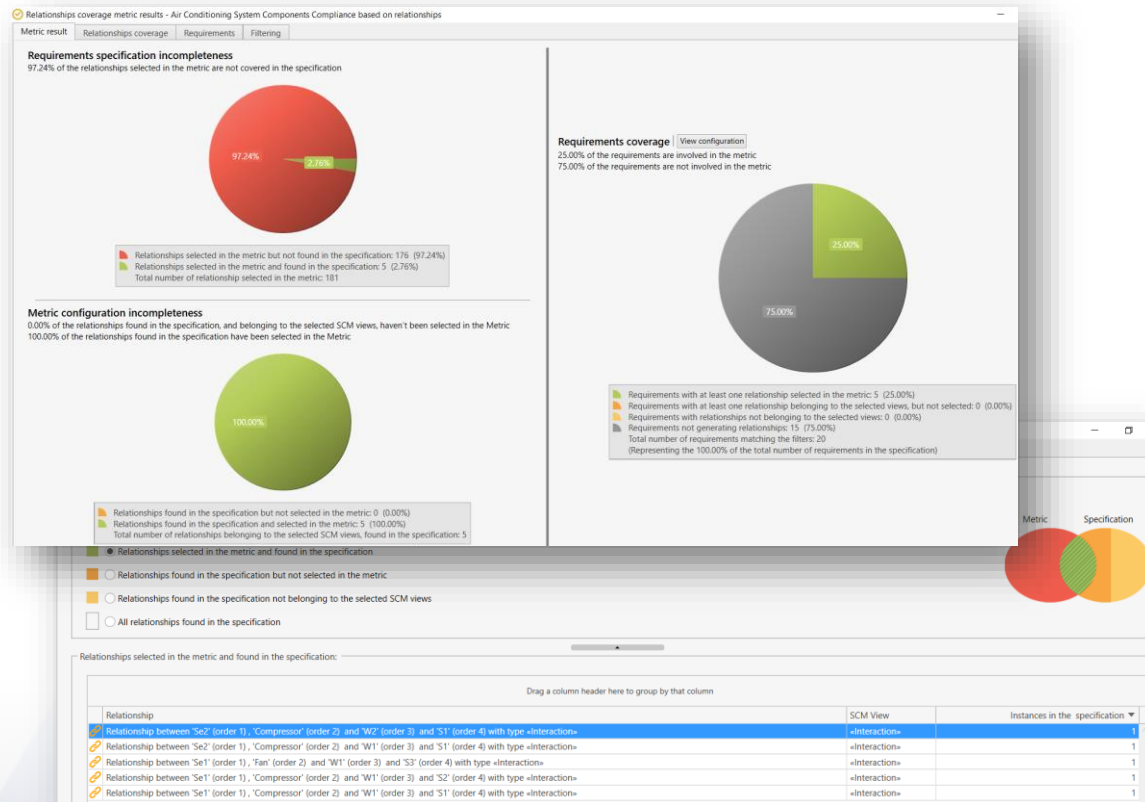 Relationships coverage metric results - Air Conditioning System Components Compliance based on relationships
Metric result
Relationships coverage
Requirements
Filtering
Requirements specification incompleteness
97.24% of the relationships selected in the metric are not covered in the specification
97.24%
2.76%
Relationships selected in the metric but not found in the specification: 176 (97.24%)
Relationships selected in the metric and found in the specification: 5 (2.76%)
Total number of relationship selected in the metric: 181
Metric configuration incompleteness
0.00% of the relationships found in the specification, and belonging to the selected SCM views, haven't been selected in the Metric
100.00% of the relationships found in the specification have been selected in the Metric
100.00%
Relationships found in the specification but not selected in the metric: 0 (0.00%)
Relationships found in the specification and selected in the metric: 5 (100.00%)
Total number of relationships belonging to the selected SCM views, found in the specification: 5
Requirements coverage
View configuration
25.00% of the requirements are involved in the metric
75.00% of the requirements are not involved in the metric
25.00%
75.00%
Requirements with at least one relationship selected in the metric: 5 (25.00%)
Requirements with at least one relationship belonging to the selected views, but not selected: 0 (0.00%)
Requirements with relationships not belonging to the selected views: 0 (0.00%)
Requirements not generating relationships: 15 (75.00%)
Total number of requirements matching the filters: 20
(Representing the 100.00% of the total number of requirements in the specification)
Metric
Specification
Relationships selected in the metric and found in the specification
Relationships found in the specification but not selected in the metric
Relationships found in the specification not belonging to the selected SCM views
All relationships found in the specification
Relationships selected in the metric and found in the specification:
Drag a column header here to group by that column
Relationship SCM View Instances in the specification
Relationship between 'Se2' (order 1) , 'Compressor' (order 2) and 'W2' (order 3) and 'S1' (order 4) with type «Interaction» «Interaction» 1
Relationship between 'Se2' (order 1) , 'Compressor' (order 2) and 'W1' (order 3) and 'S1' (order 4) with type «Interaction» «Interaction» 1
Relationship between 'Se1' (order 1) , 'Fan' (order 2) and 'W1' (order 3) and 'S3' (order 4) with type «Interaction» «Interaction» 1
Relationship between 'Se1' (order 1) , 'Compressor' (order 2) and 'W1' (order 3) and 'S2' (order 4) with type «Interaction» «Interaction» 1
Relationship between 'Se1' (order 1) , 'Compressor' (order 2) and 'W1' (order 3) and 'S1' (order 4) with type «Interaction» «Interaction» 1